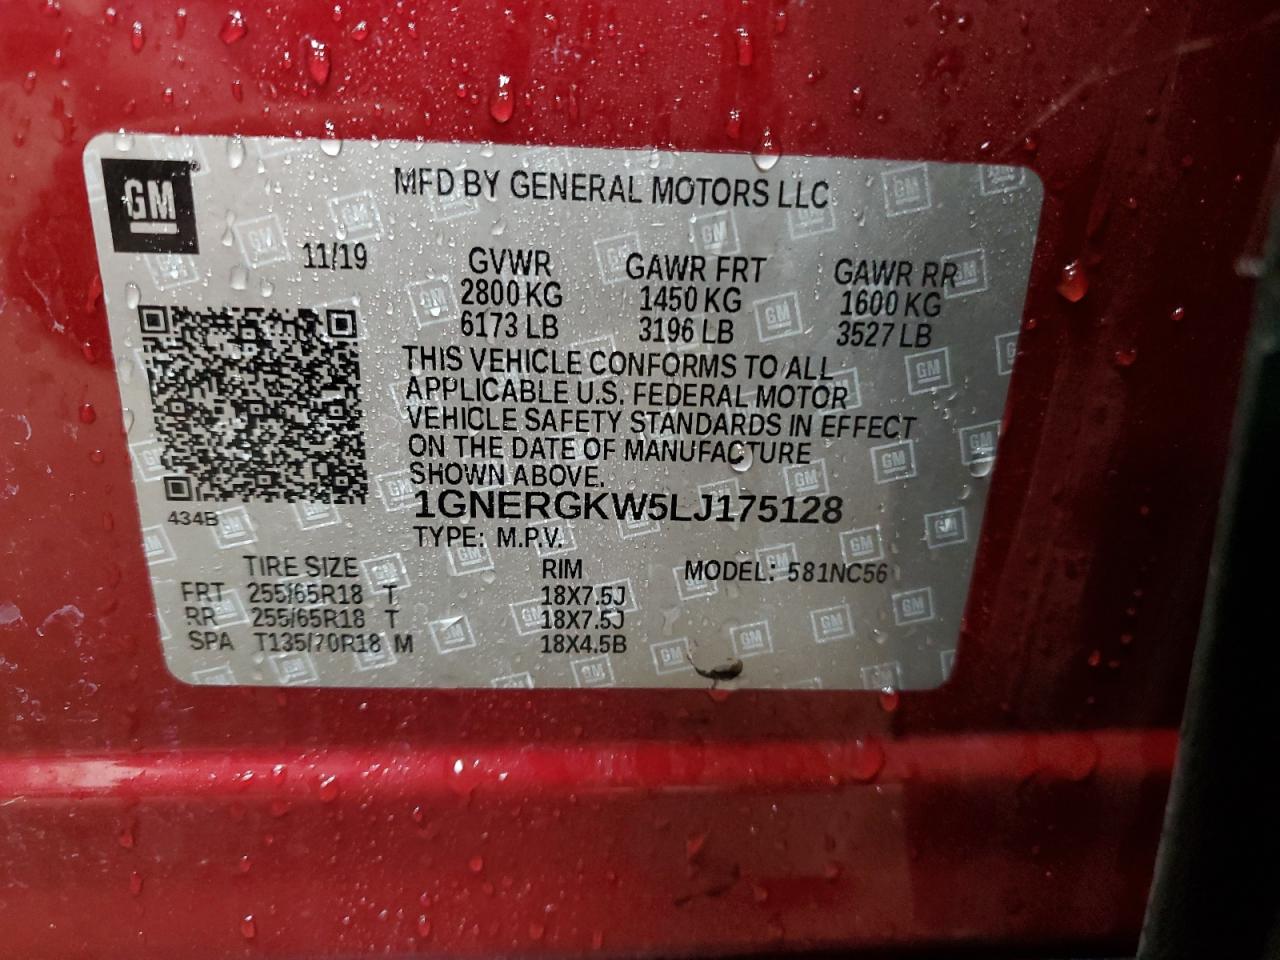 GM
MFD BY GENERAL MOTORS LLC
11/19
GVWR GAWR FRT GAWR RR
2800 KG 1450 KG 1600 KG
6173 LB 3196 LB 3527 LB
THIS VEHICLE CONFORMS TO ALL
APPLICABLE U.S. FEDERAL MOTOR
VEHICLE SAFETY STANDARDS IN EFFECT
ON THE DATE OF MANUFACTURE
SHOWN ABOVE.
434B
1GNERGKW5LJ175128
TYPE: M.P.V.
TIRE SIZE RIM MODEL: 581NC56
FRT 255/65R18 T 18X7.5J
RR 255/65R18 T 18X7.5J
SPA T135/70R18 M 18X4.5B